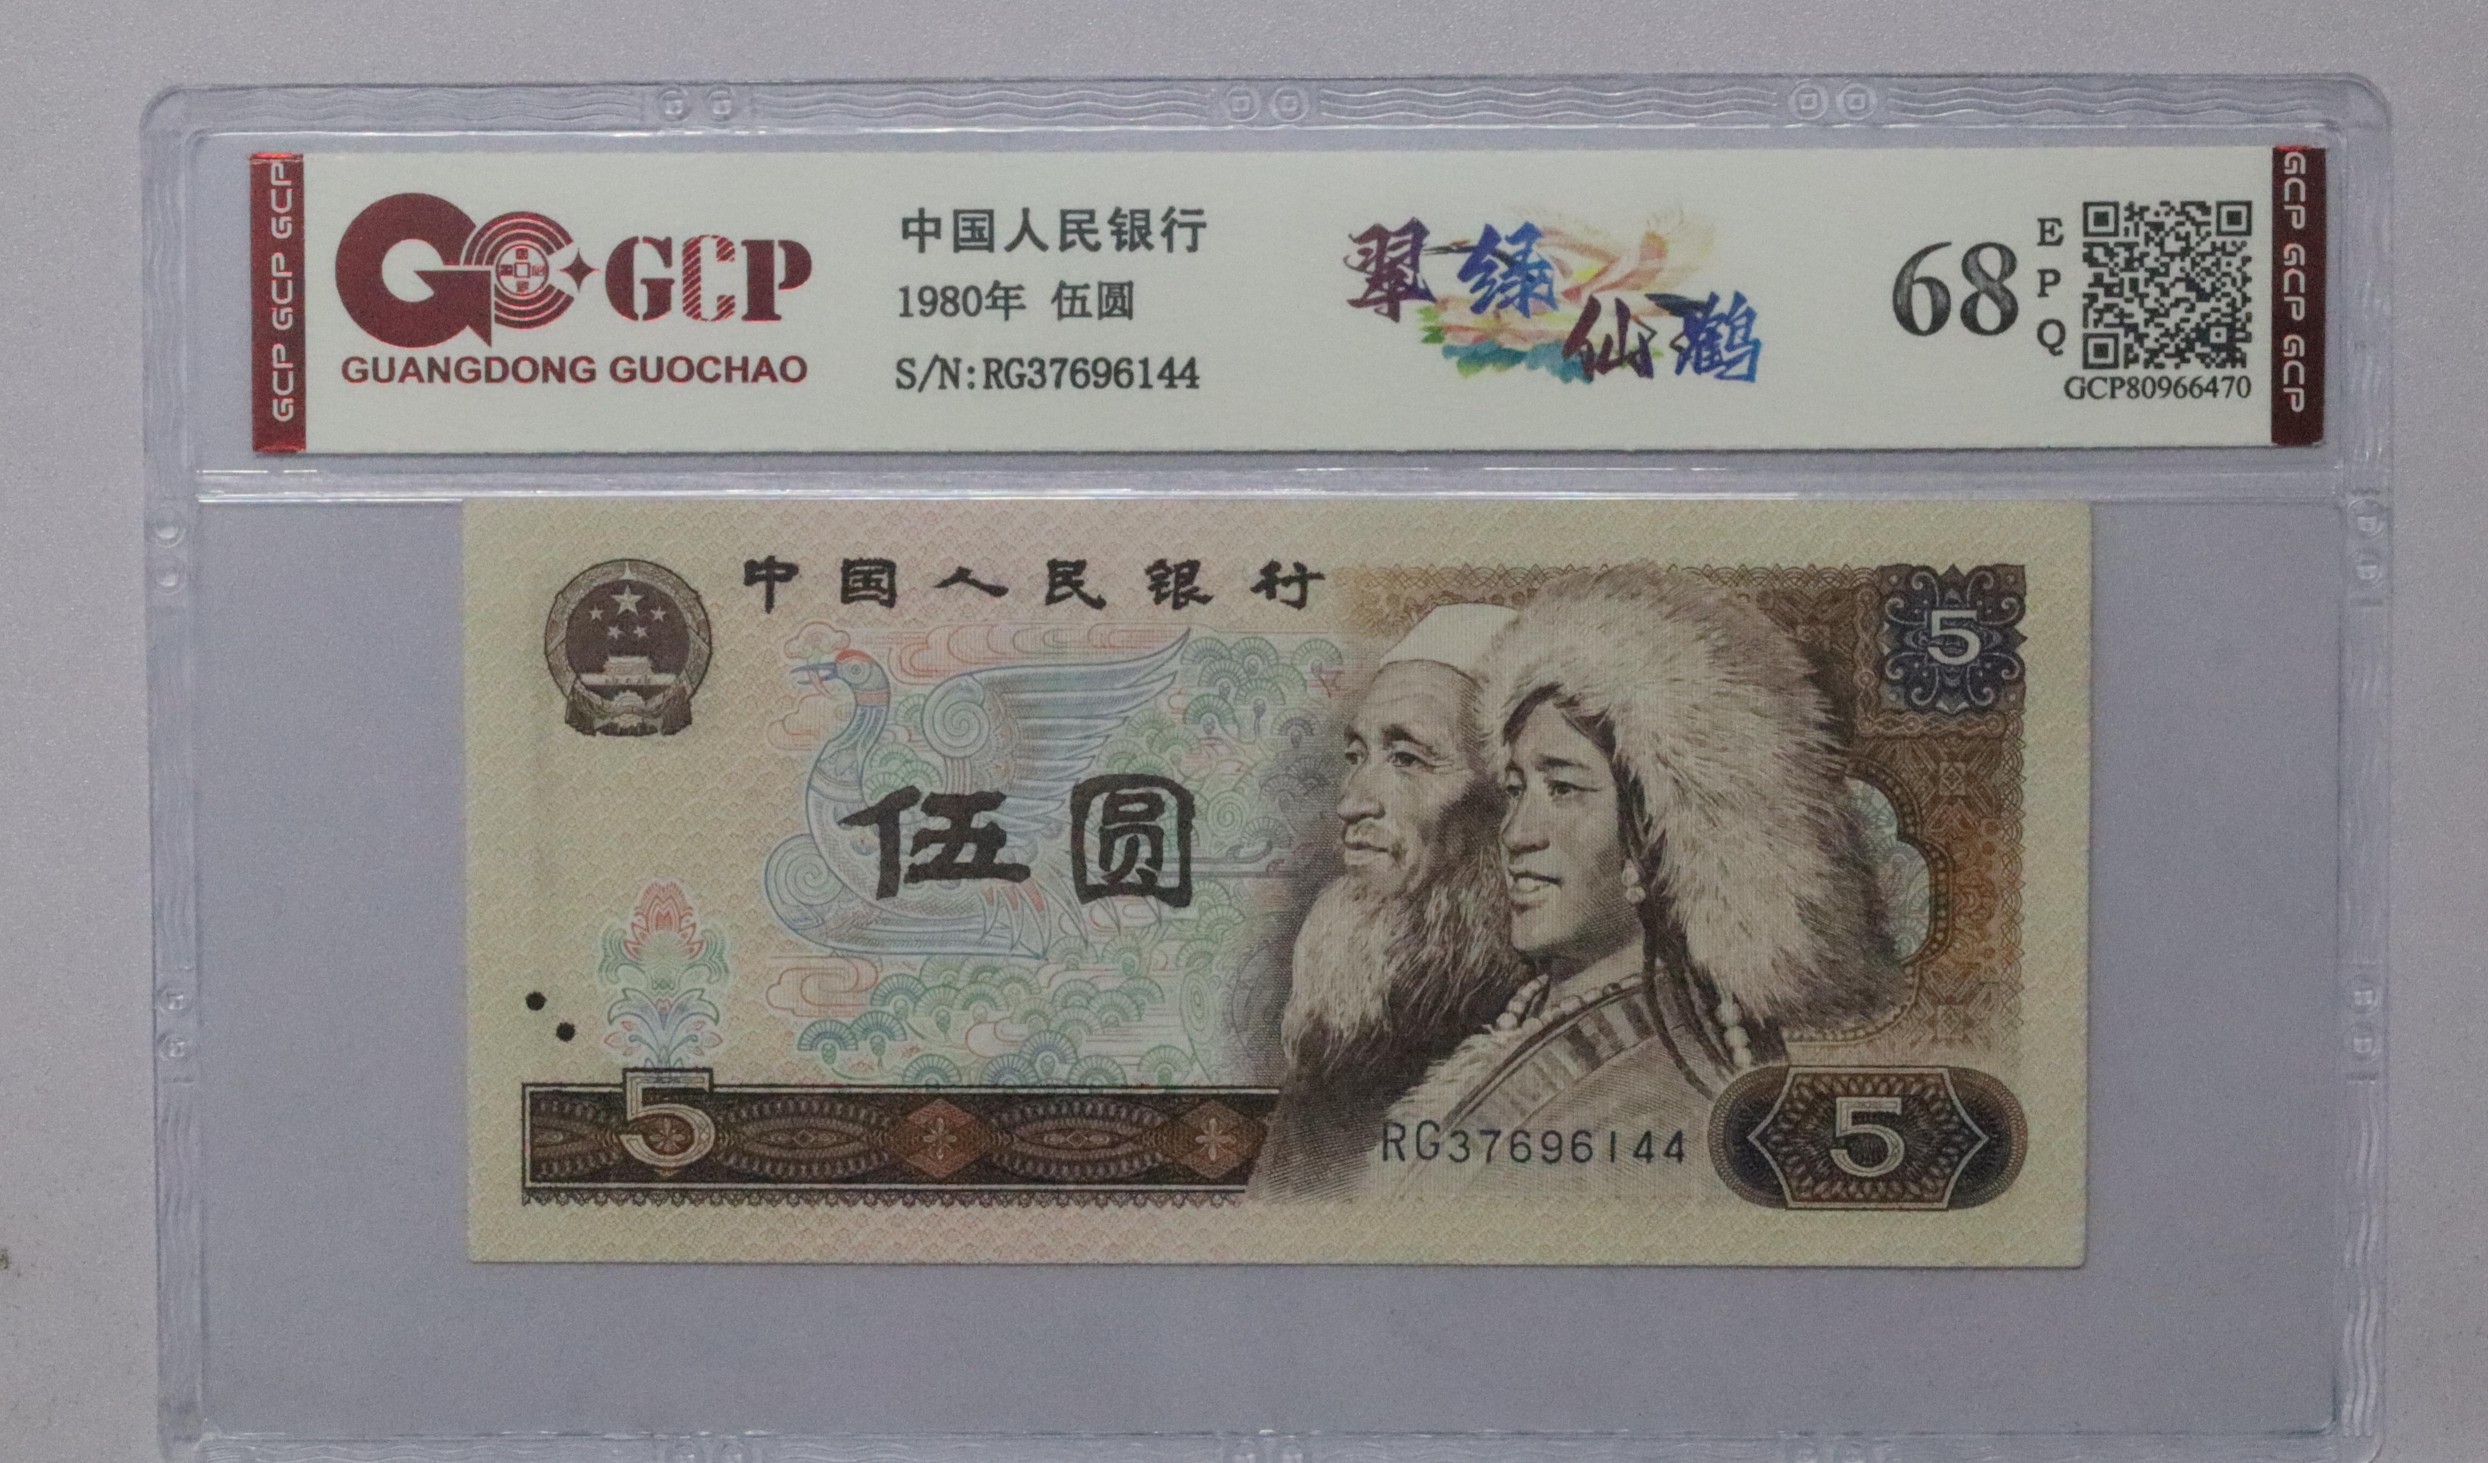 GCP GCP GCP
GCP
GUANGDONG GUOCHAO
中国人民银行
1980年 伍圆
S/N:RG37696144
翠绿
仙鹤
68
E
P
Q
GCP80966470
GCP GCP GCP
中国人民银行
5
伍圆
5
RG37696144
5